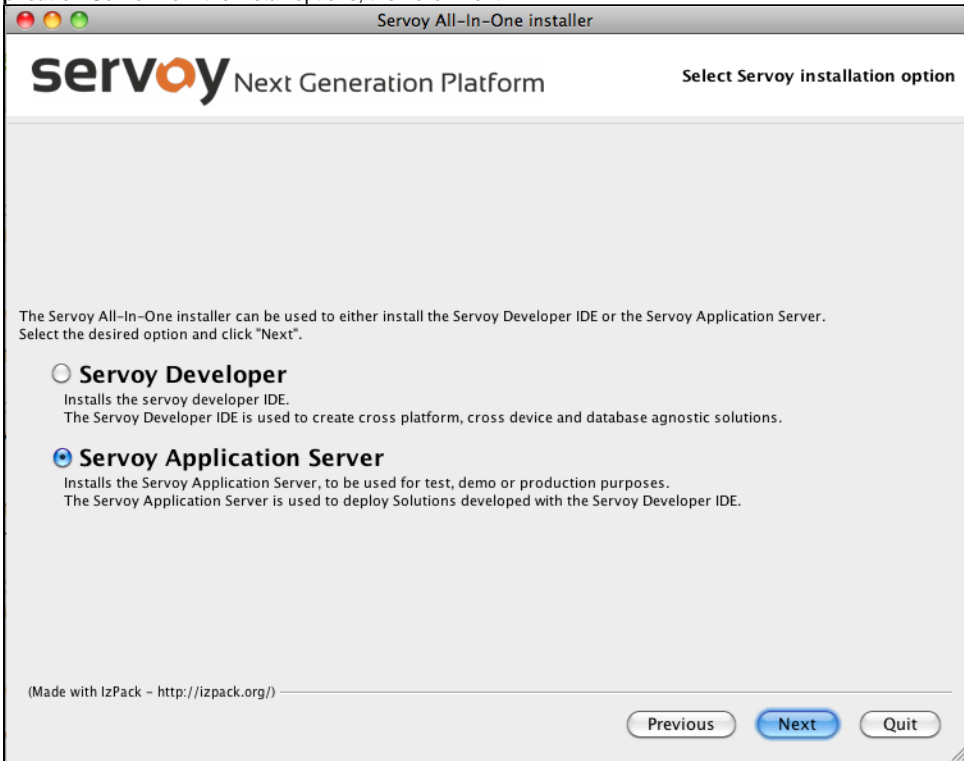 Servoy All-In-One installer
servoy Next Generation Platform
Select Servoy installation option
The Servoy All-In-One installer can be used to either install the Servoy Developer IDE or the Servoy Application Server.
Select the desired option and click "Next".
Servoy Developer
Installs the servoy developer IDE.
The Servoy Developer IDE is used to create cross platform, cross device and database agnostic solutions.
Servoy Application Server
Installs the Servoy Application Server, to be used for test, demo or production purposes.
The Servoy Application Server is used to deploy Solutions developed with the Servoy Developer IDE.
(Made with IzPack - http://izpack.org/)
Previous
Next
Quit